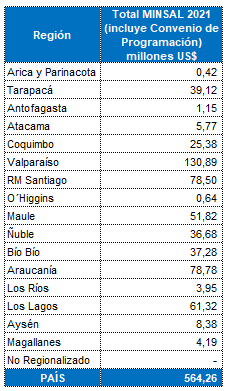 Región Total MINSAL 2021
(incluye Convenio de
Programación)
millones US$
Arica y Parinacota 0,42
Tarapacá 39,12
Antofagasta 1,15
Atacama 5,77
Coquimbo 25,38
Valparaíso 130,89
RM Santiago 78,50
O´Higgins 0,64
Maule 51,82
Ñuble 36,68
Bío Bío 37,28
Araucanía 78,78
Los Ríos 3,95
Los Lagos 61,32
Aysén 8,38
Magallanes 4,19
No Regionalizado -
PAÍS 564,26